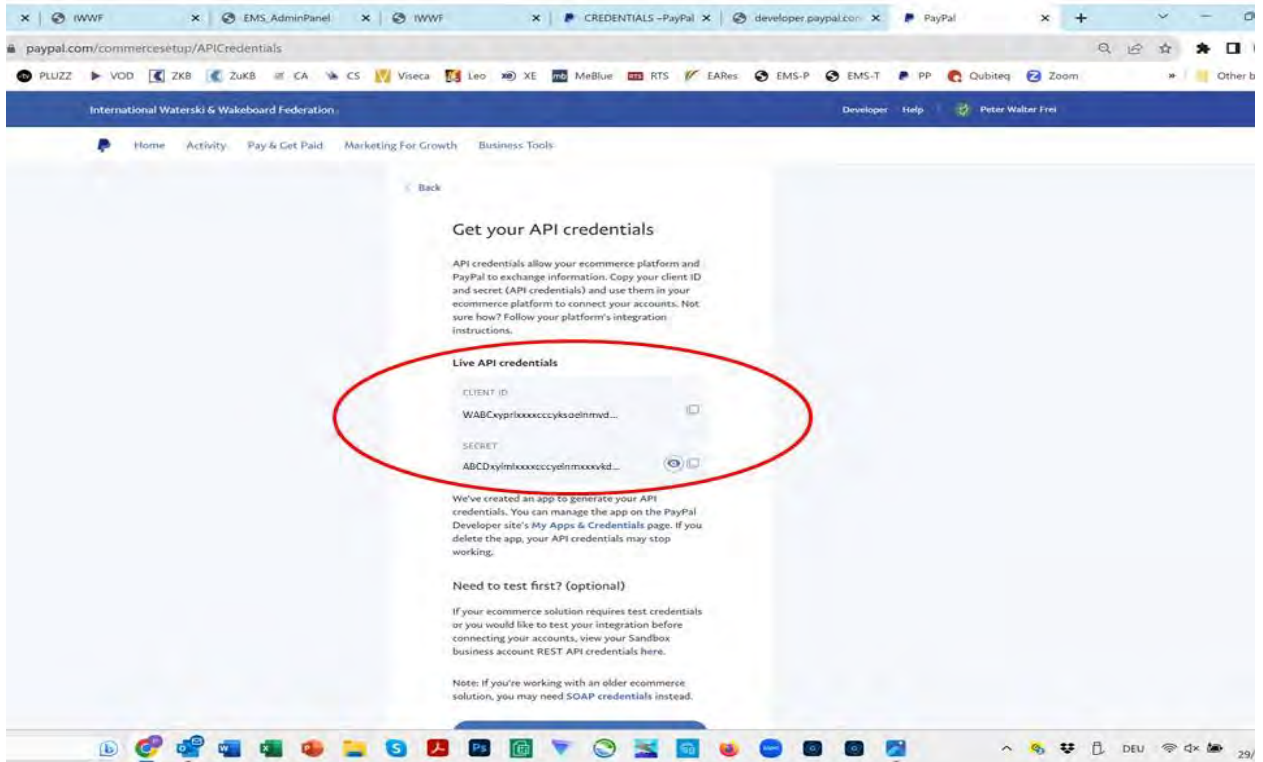 IWWF
EMS_AdminPanel
IWWF
CREDENTIALS -PayPal
developer.paypal.con
PayPal
paypal.com/commercesetup/APICredentials
PLUZZ VOD ZKB ZuKB CA CS Viseca Leo XE MeBlue RTS EARes EMS-P EMS-T PP Qubiteq Zoom » Other b
International Waterski & Wakeboard Federation Developer Help Peter Walter Frei
Home Activity Pay & Get Paid Marketing For Growth Business Tools
Back
Get your API credentials
API credentials allow your ecommerce platform and
PayPal to exchange information. Copy your client ID
and secret (API credentials) and use them in your
ecommerce platform to connect your accounts. Not
sure how? Follow your platform's integration
instructions.
Live API credentials
CLIENT ID
SECRET
We've created an app to generate your API
credentials. You can manage the app on the PayPal
Developer site's My Apps & Credentials page. If you
delete the app, your API credentials may stop
working.
Need to test first? (optional)
If your ecommerce solution requires test credentials
or you would like to test your integration before
connecting your accounts, view your Sandbox
business account REST API credentials here.
Note: If you're working with an older ecommerce
solution, you may need SOAP credentials instead.
DEU
29/